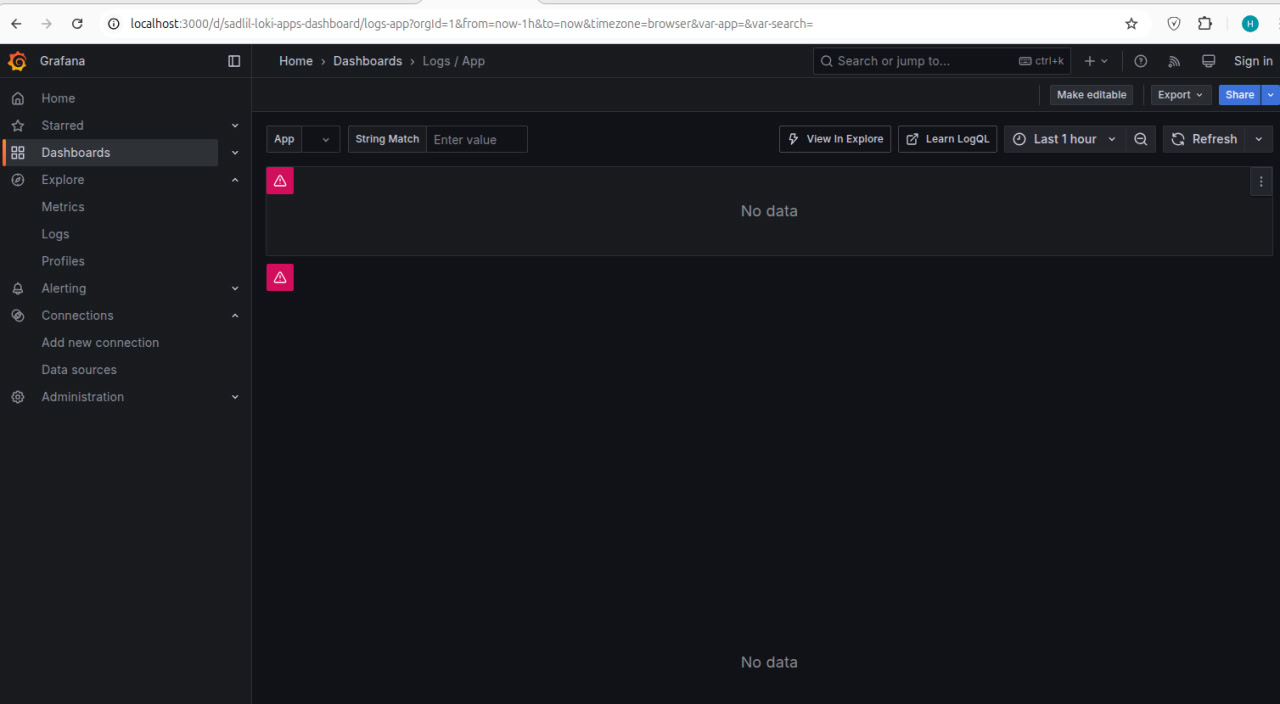 localhost:3000/d/sadlil-loki-apps-dashboard/logs-app?orgId=1&from=now-1h&to=now&timezone=browser&var-app=&var-search=
H
Grafana
Home › Dashboards › Logs / App
Search or jump to...
ctrl+k
Sign in
Make editable
Export
Share
Home
Starred
Dashboards
Explore
Metrics
Logs
Profiles
Alerting
Connections
Add new connection
Data sources
Administration
App
String Match
Enter value
View In Explore
Learn LogQL
Last 1 hour
Refresh
No data
No data